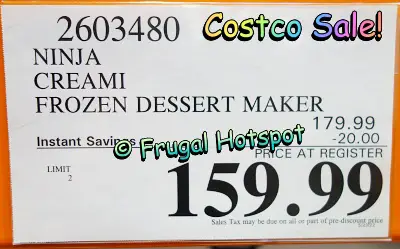 2603480
Costco Sale!
NINJA
CREAMI
FROZEN DESSERT MAKER
179.99
Instant Savings
-20.00
© Frugal Hotspot
PRICE AT REGISTER
LIMIT
2
159.99
Sales Tax may be due on all or part of pre-discount price